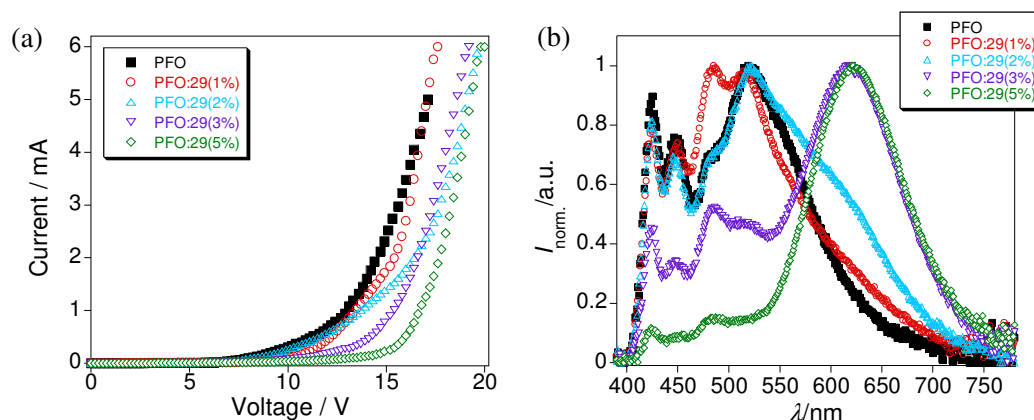 (a)
6
5
4
3
2
1
0
Current / mA
PFO
PFO:29(1%)
PFO:29(2%)
PFO:29(3%)
PFO:29(5%)
0 5 10 15 20
Voltage / V
(b)
PFO
PFO:29(1%)
PFO:29(2%)
PFO:29(3%)
PFO:29(5%)
1
0.8
0.6
0.4
0.2
0
I norm./a.u.
400 450 500 550 600 650 700 750
λ/nm